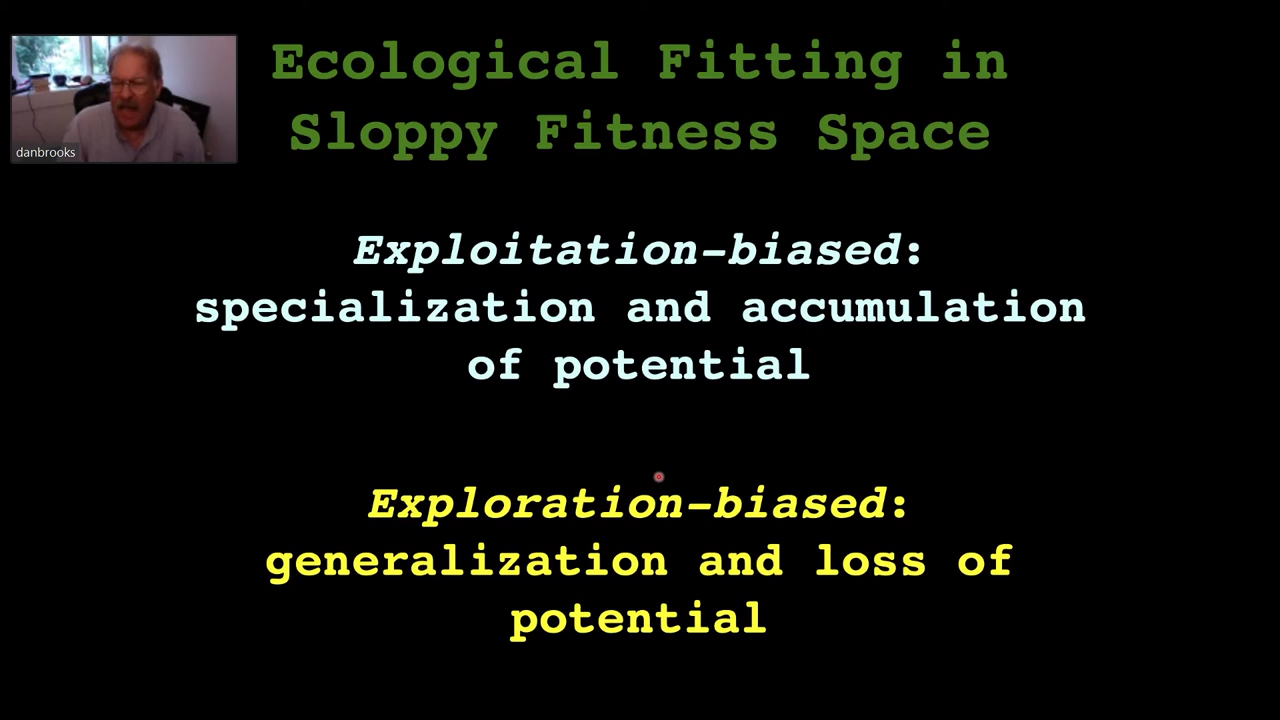 Ecological Fitting in
Sloppy Fitness Space
danbrooks
Exploitation-biased:
specialization and accumulation
of potential
Exploration-biased:
generalization and loss of
potential